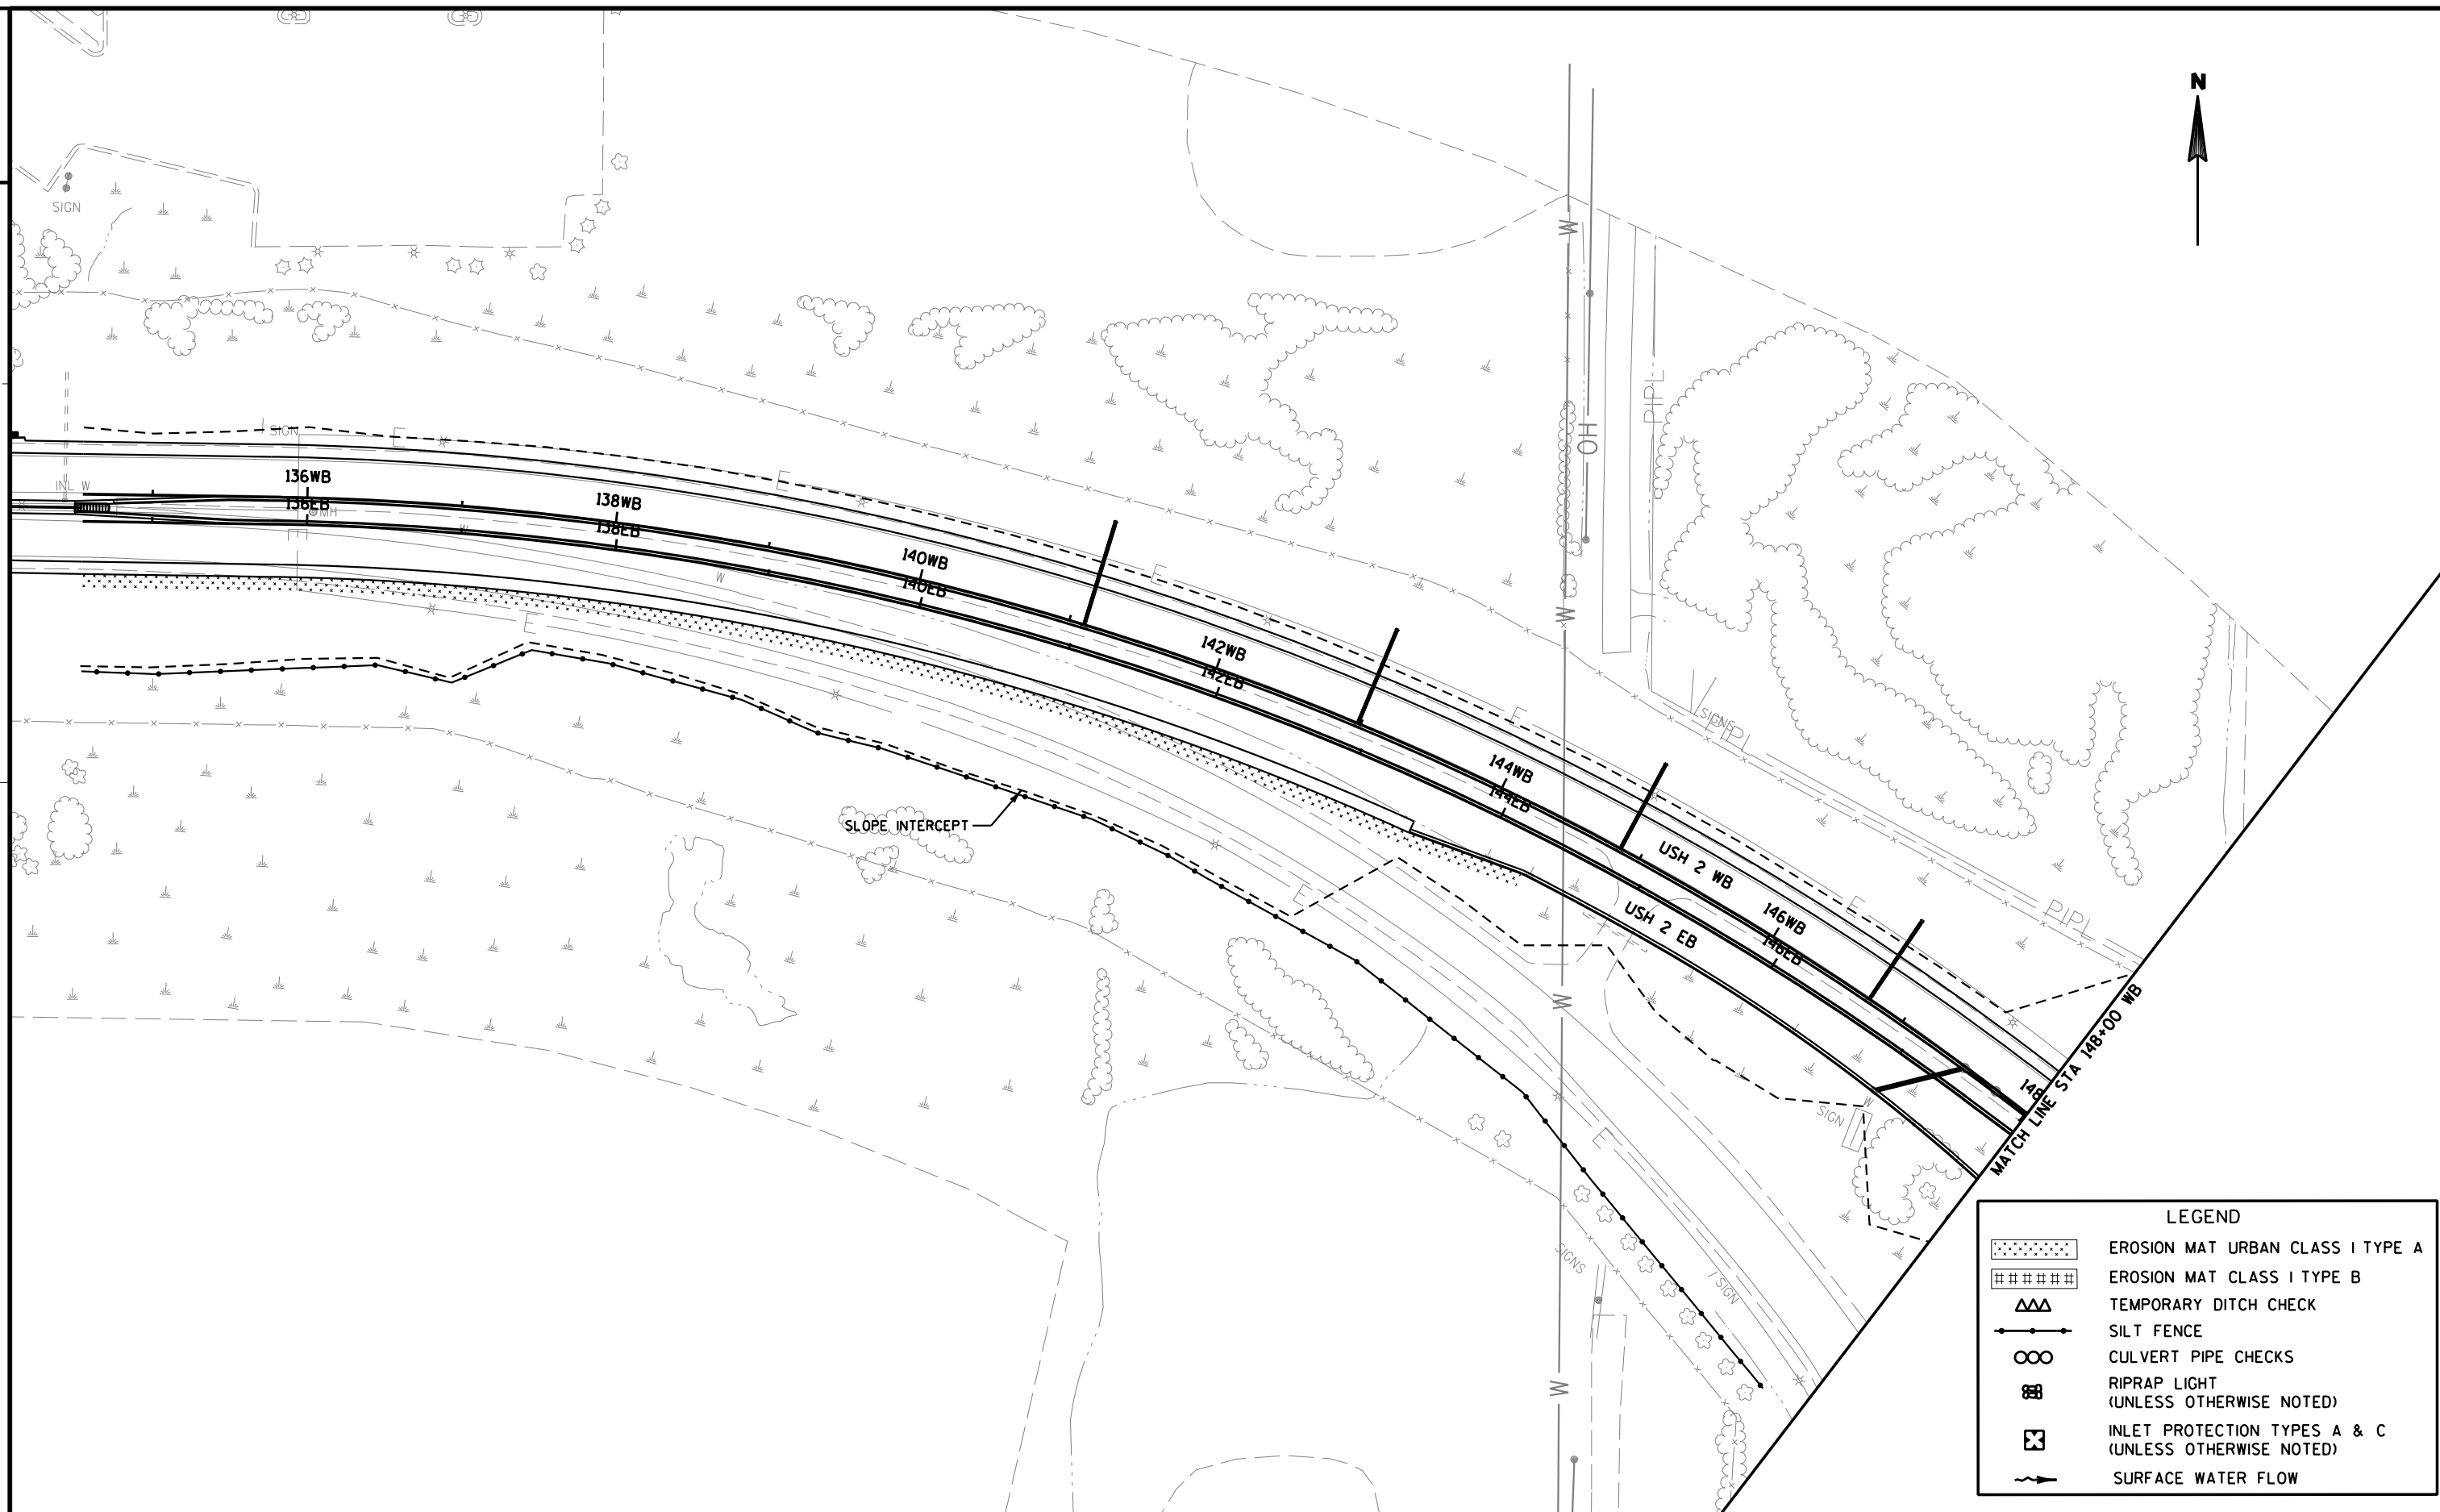 N
SIGN
W
OH
PIPL
SIGN
E
E
INL W
136WB
136EB
MH
W
138WB
138EB
W
140WB
140EB
E
E
142WB
142EB
W
E
SIGNS
PIPL
SLOPE INTERCEPT
144WB
144EB
E
USH 2 WB
USH 2 EB
146WB
146EB
E
PIPL
W
W
SIGN
148
MATCH LINE STA 148+00 WB
E
SIGNS
SIGN
W
LEGEND
EROSION MAT URBAN CLASS I TYPE A
EROSION MAT CLASS I TYPE B
TEMPORARY DITCH CHECK
SILT FENCE
CULVERT PIPE CHECKS
RIPRAP LIGHT
(UNLESS OTHERWISE NOTED)
INLET PROTECTION TYPES A & C
(UNLESS OTHERWISE NOTED)
SURFACE WATER FLOW